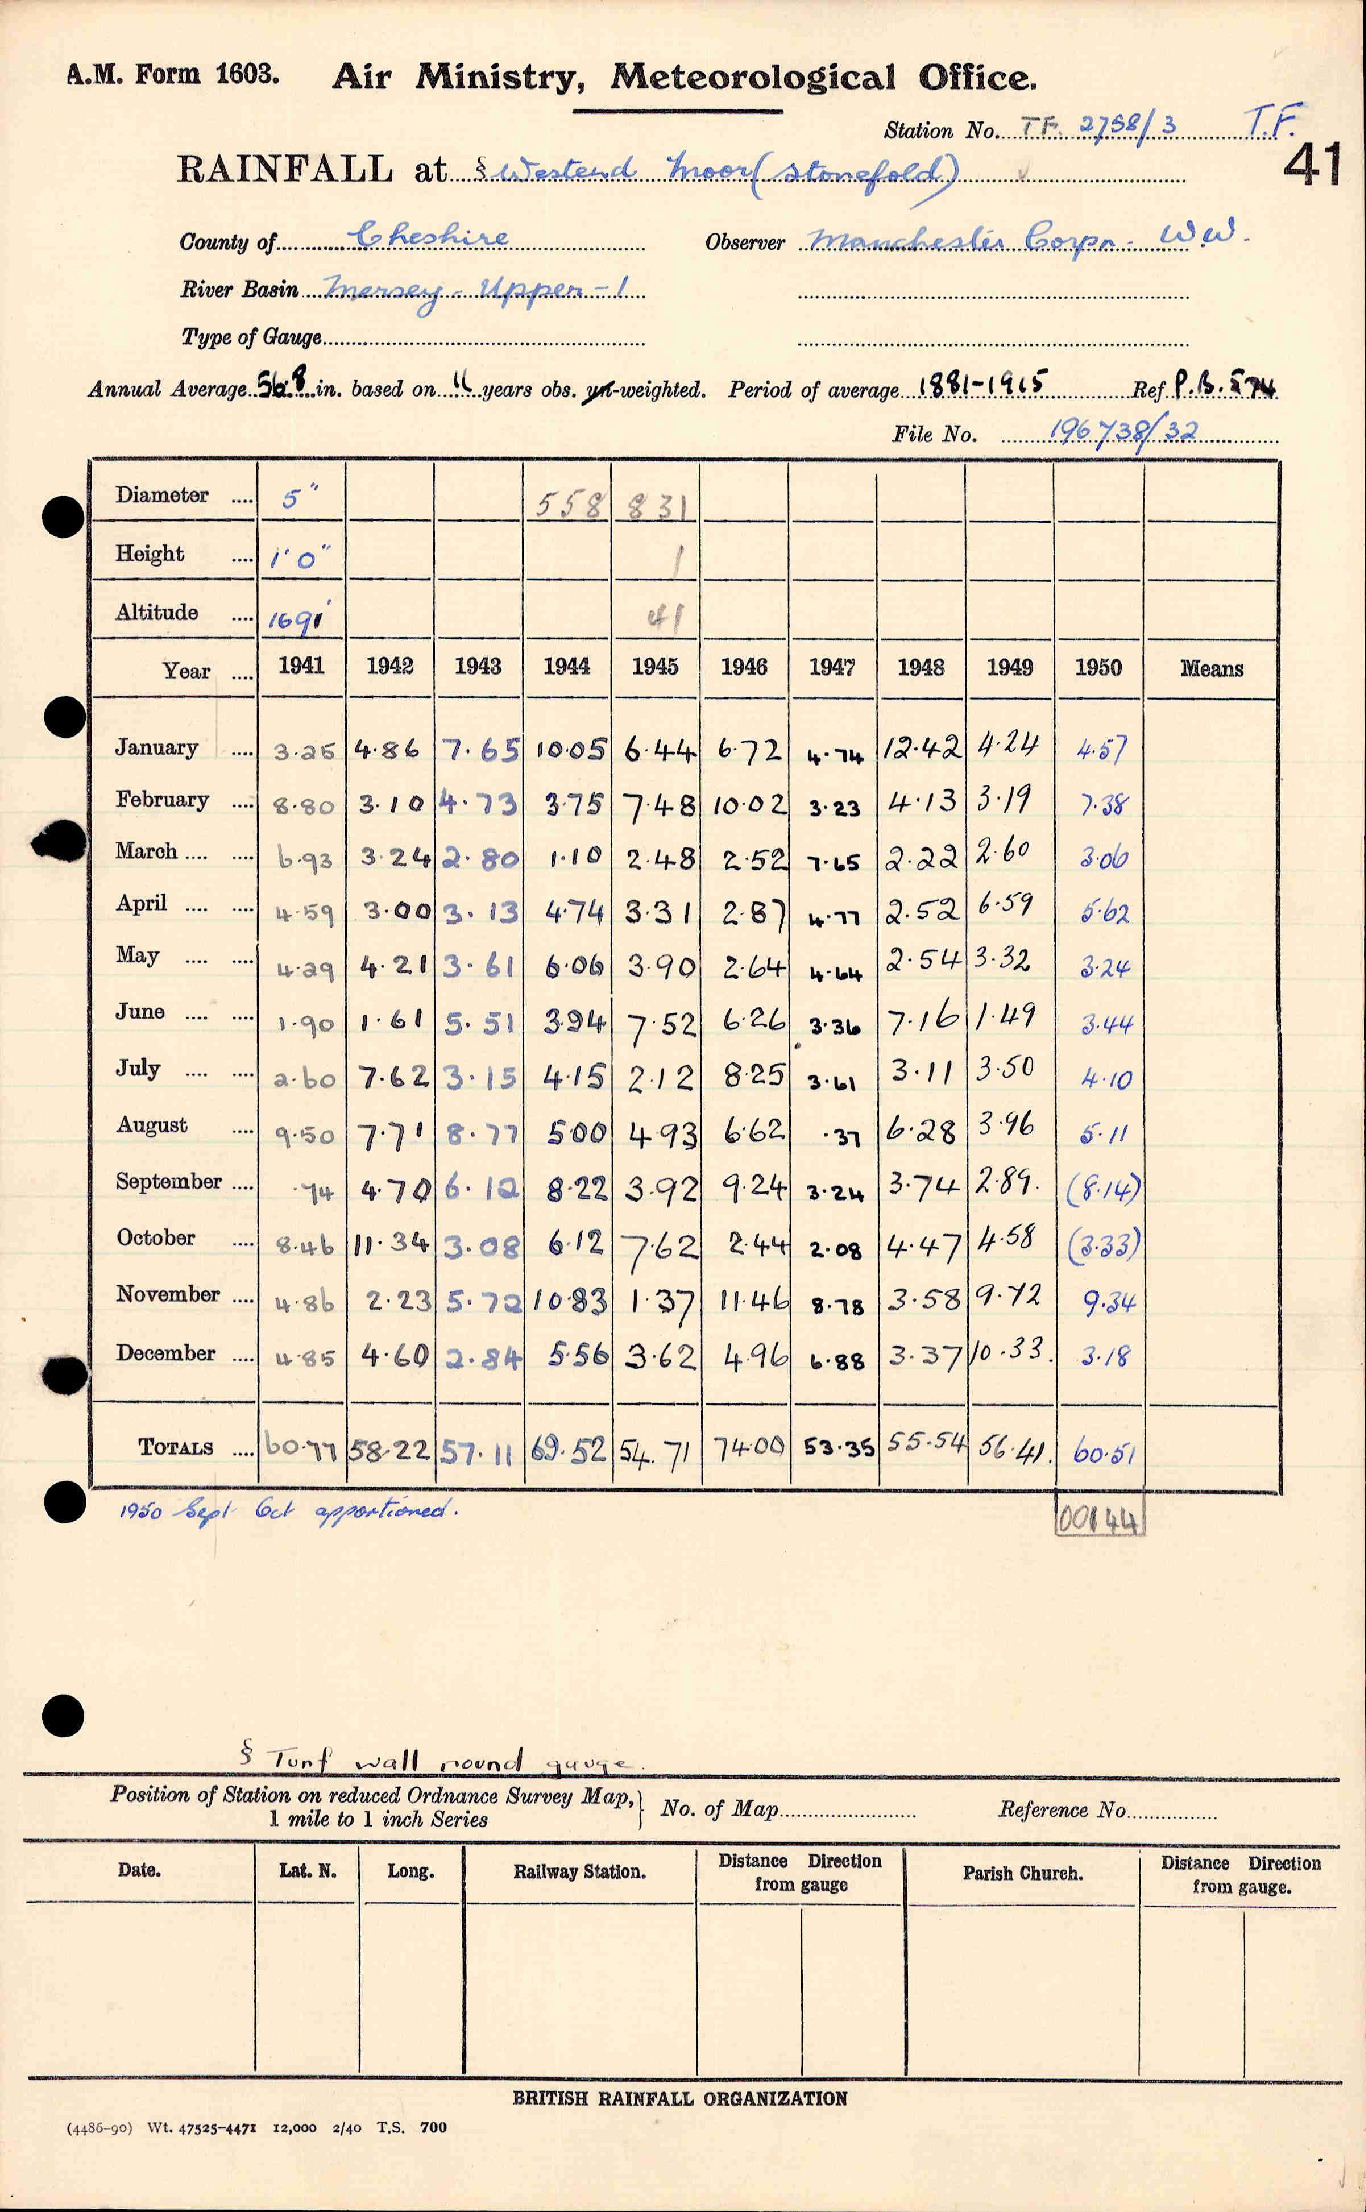 A.M. Form 1603. Air Ministry, Meteorological Office.
Station No. TF. 2758/3 T.F.
41
RAINFALL at § Westend Moor (Stonefold)
County of Cheshire Observer Manchester Corpn. W.W.
River Basin Mersey - Upper - 1
Type of Gauge
Annual Average 56.8 in. based on 11 years obs. un-weighted. Period of average 1881-1915 Ref P.B. 574
File No. 196738/32
Diameter .... 5" 558 831
Height .... 1'0" 1
Altitude .... 1691' 41
Year .... 1941 1942 1943 1944 1945 1946 1947 1948 1949 1950 Means
January .... 3.25 4.86 7.65 10.05 6.44 6.72 4.74 12.42 4.24 4.57
February .... 8.80 3.10 4.73 3.75 7.48 10.02 3.23 4.13 3.19 7.38
March .... .... 6.93 3.24 2.80 1.10 2.48 2.52 7.65 2.22 2.60 3.06
April .... .... 4.59 3.00 3.13 4.74 3.31 2.87 4.77 2.52 6.59 5.62
May .... .... 4.29 4.21 3.61 6.06 3.90 2.64 4.64 2.54 3.32 3.24
June .... .... 1.90 1.61 5.51 3.94 7.52 6.26 3.36 7.16 1.49 3.44
July .... .... 2.60 7.62 3.15 4.15 2.12 8.25 3.61 3.11 3.50 4.10
August .... 9.50 7.71 8.77 5.00 4.93 6.62 .37 6.28 3.96 5.11
September .... .74 4.70 6.12 8.22 3.92 9.24 3.24 3.74 2.89. (8.14)
October .... 8.46 11.34 3.08 6.12 7.62 2.44 2.08 4.47 4.58 (3.33)
November .... 4.86 2.23 5.72 10.83 1.37 11.46 8.78 3.58 9.72 9.34
December .... 4.85 4.60 2.84 5.56 3.62 4.96 6.88 3.37 10.33. 3.18
TOTALS .... 60.77 58.22 57.11 69.52 54.71 74.00 53.35 55.54 56.41. 60.51
1950 Sept Oct apportioned.
00144
§ Turf wall round gauge.
Position of Station on reduced Ordnance Survey Map, } No. of Map Reference No.
1 mile to 1 inch Series
Date. Lat. N. Long. Railway Station. Distance Direction from gauge Parish Church. Distance Direction from gauge.
BRITISH RAINFALL ORGANIZATION
(4486-90) Wt. 47525-4471 12,000 2/40 T.S. 700